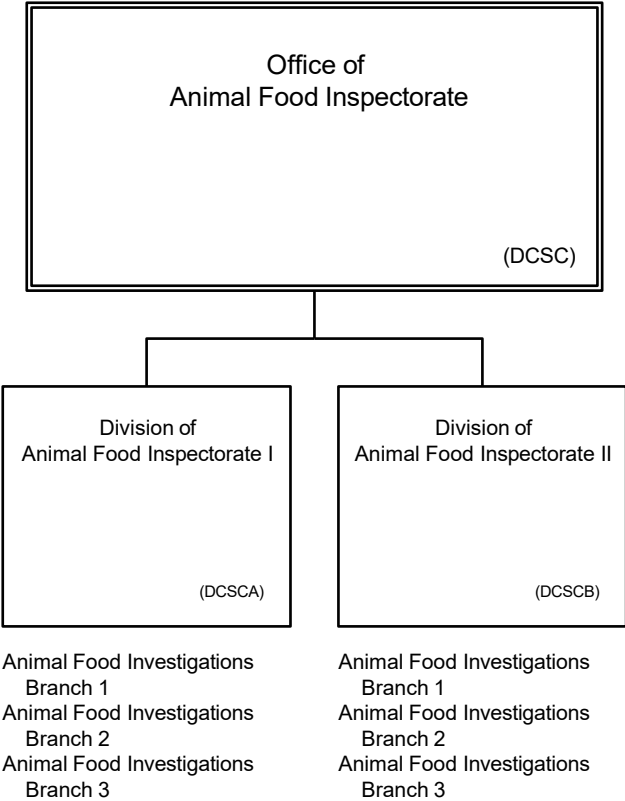 Office of
Animal Food Inspectorate
(DCSC)
Division of
Animal Food Inspectorate I
(DCSCA)
Animal Food Investigations
Branch 1
Animal Food Investigations
Branch 2
Animal Food Investigations
Branch 3
Division of
Animal Food Inspectorate II
(DCSCB)
Animal Food Investigations
Branch 1
Animal Food Investigations
Branch 2
Animal Food Investigations
Branch 3